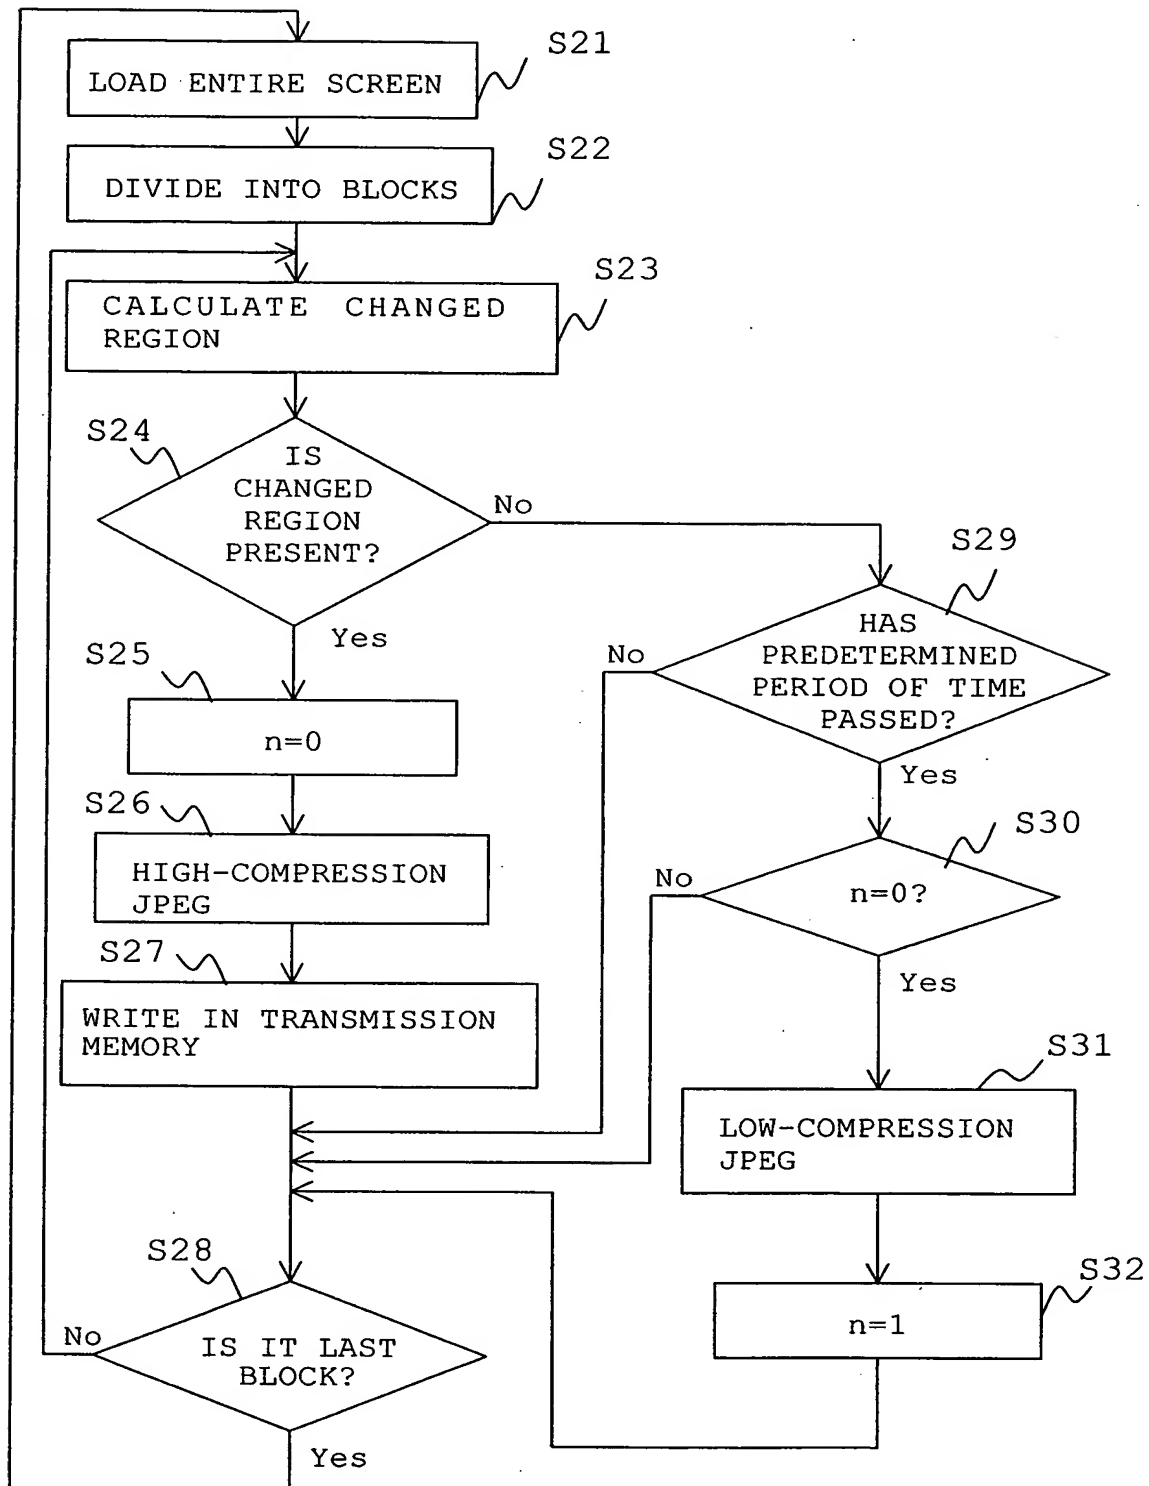 S21
LOAD ENTIRE SCREEN
S22
DIVIDE INTO BLOCKS
S23
CALCULATE CHANGED
REGION
S24
IS
CHANGED
REGION
PRESENT?
No
Yes
S29
HAS
PREDETERMINED
PERIOD OF TIME
PASSED?
No
Yes
S25
n=0
S26
HIGH-COMPRESSION
JPEG
S30
n=0?
No
Yes
S27
WRITE IN TRANSMISSION
MEMORY
S31
LOW-COMPRESSION
JPEG
S28
IS IT LAST
BLOCK?
No
Yes
S32
n=1